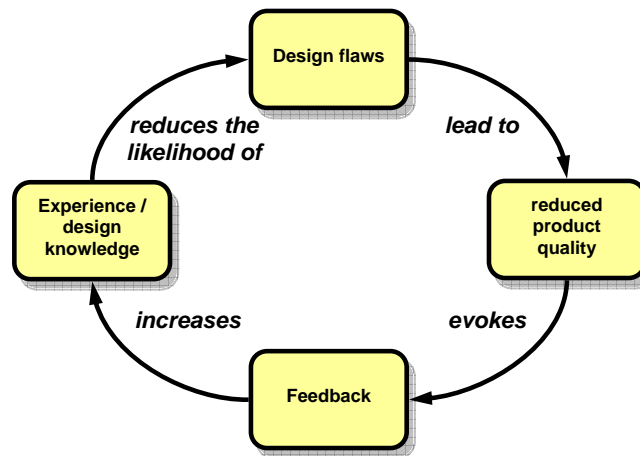 Design flaws
lead to
reduced
product
quality
evokes
Feedback
increases
Experience /
design
knowledge
reduces the
likelihood of